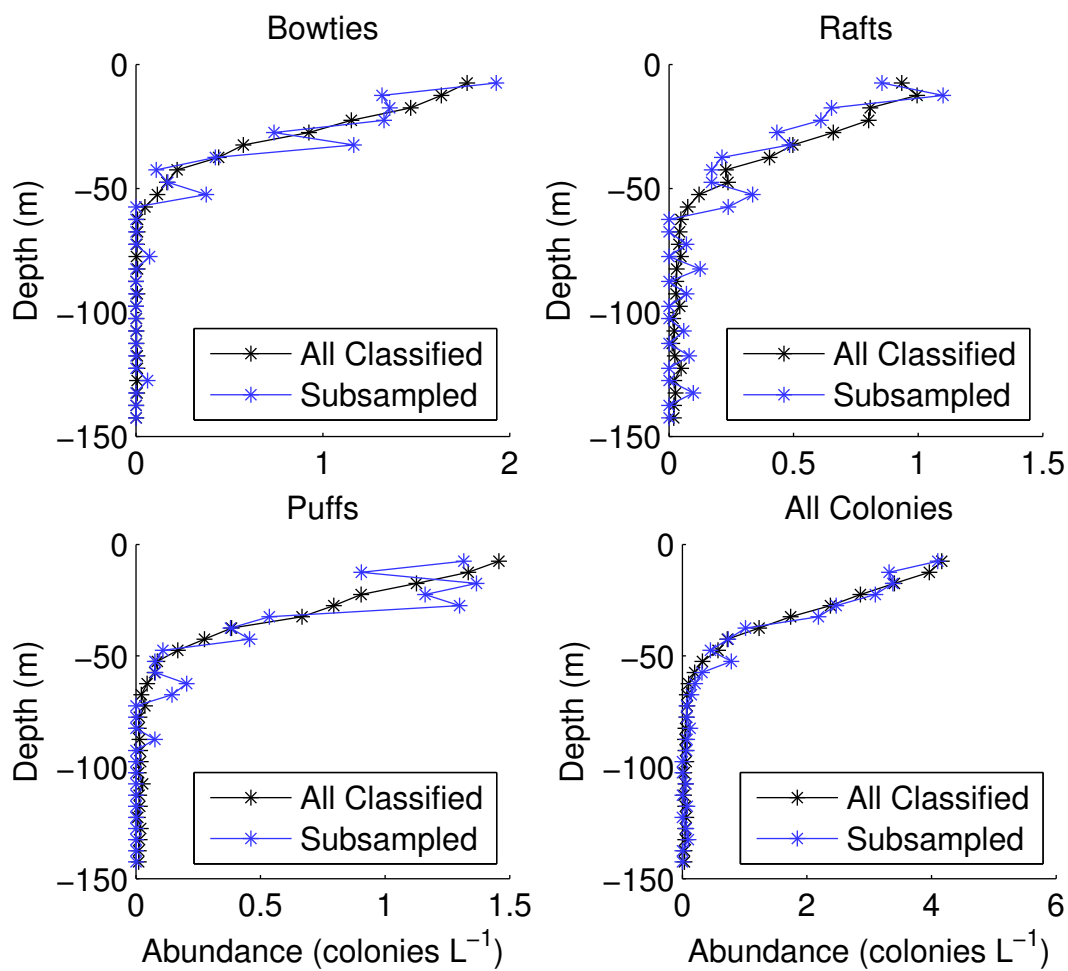 Bowties
0
−50
−100
−150
Depth (m)
0
1
2
All Classified
Subsampled
Rafts
0
−50
−100
−150
Depth (m)
0
0.5
1
1.5
All Classified
Subsampled
Puffs
0
−50
−100
−150
Depth (m)
0
0.5
1
1.5
Abundance (colonies L⁻¹)
All Classified
Subsampled
All Colonies
0
−50
−100
−150
Depth (m)
0
2
4
6
Abundance (colonies L⁻¹)
All Classified
Subsampled